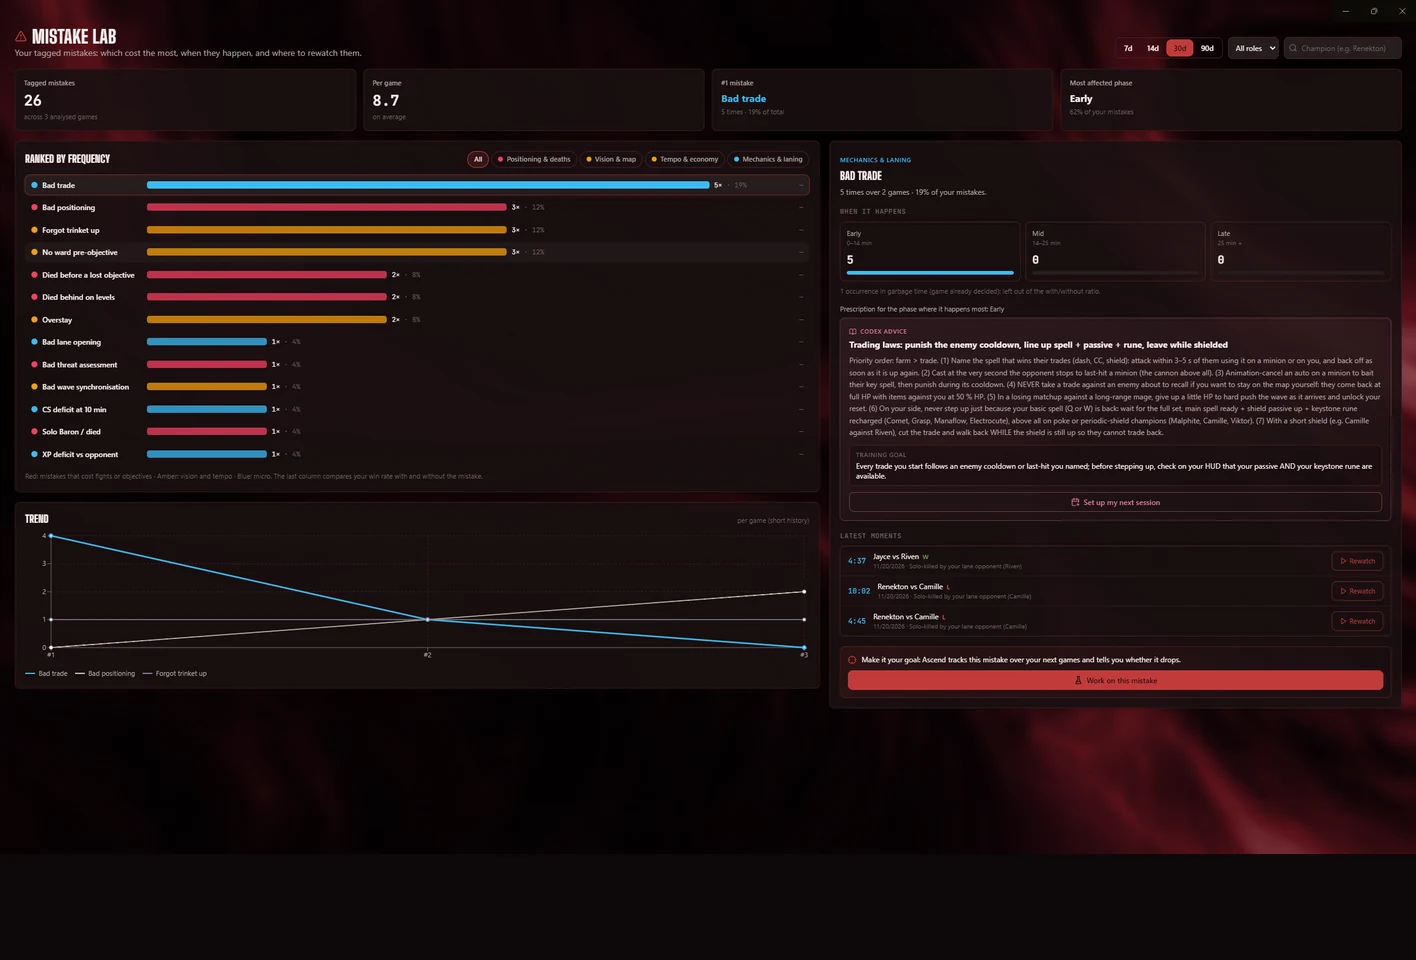 MISTAKE LAB
Your tagged mistakes: which cost the most, when they happen, and where to rewatch them.
7d
14d
30d
90d
All roles
Champion (e.g. Renekton)
Tagged mistakes
26
across 3 analysed games
Per game
8.7
on average
#1 mistake
Bad trade
5 times · 19% of total
Most affected phase
Early
62% of your mistakes
RANKED BY FREQUENCY
All
Positioning & deaths
Vision & map
Tempo & economy
Mechanics & laning
Bad trade 5× · 19% –
Bad positioning 3× · 12% –
Forgot trinket up 3× · 12% –
No ward pre-objective 3× · 12% –
Died before a lost objective 2× · 8% –
Died behind on levels 2× · 8% –
Overstay 2× · 8% –
Bad lane opening 1× · 4% –
Bad threat assessment 1× · 4% –
Bad wave synchronisation 1× · 4% –
CS deficit at 10 min 1× · 4% –
Solo Baron / died 1× · 4% –
XP deficit vs opponent 1× · 4% –
Red: mistakes that cost fights or objectives · Amber: vision and tempo · Blue: micro. The last column compares your win rate with and without the mistake.
TREND
per game (short history)
4
3
2
1
0
#1
#2
#3
Bad trade
Bad positioning
Forgot trinket up
MECHANICS & LANING
BAD TRADE
5 times over 2 games · 19% of your mistakes.
WHEN IT HAPPENS
Early
0–14 min
5
Mid
14–25 min
0
Late
25 min +
0
1 occurrence in garbage time (game already decided): left out of the with/without ratio.
Prescription for the phase where it happens most: Early
CODEX ADVICE
Trading laws: punish the enemy cooldown, line up spell + passive + rune, leave while shielded
Priority order: farm > trade. (1) Name the spell that wins their trades (dash, CC, shield): attack within 3–5 s of them using it on a minion or on you, and back off as
soon as it is up again. (2) Cast at the very second the opponent stops to last-hit a minion (the cannon above all). (3) Animation-cancel an auto on a minion to bait
their key spell, then punish during its cooldown. (4) NEVER take a trade against an enemy about to recall if you want to stay on the map yourself: they come back at
full HP with items against you at 50 % HP. (5) In a losing matchup against a long-range mage, give up a little HP to hard push the wave as it arrives and unlock your
reset. (6) On your side, never step up just because your basic spell (Q or W) is back: wait for the full set, main spell ready + shield passive up + keystone rune
recharged (Comet, Grasp, Manaflow, Electrocute), above all on poke or periodic-shield champions (Malphite, Camille, Viktor). (7) With a short shield (e.g. Camille
against Riven), cut the trade and walk back WHILE the shield is still up so they cannot trade back.
TRAINING GOAL
Every trade you start follows an enemy cooldown or last-hit you named; before stepping up, check on your HUD that your passive AND your keystone rune are
available.
Set up my next session
LATEST MOMENTS
4:37
Jayce vs Riven W
11/20/2026 · Solo-killed by your lane opponent (Riven)
Rewatch
10:02
Renekton vs Camille L
11/20/2026 · Solo-killed by your lane opponent (Camille)
Rewatch
4:45
Renekton vs Camille L
11/20/2026 · Solo-killed by your lane opponent (Camille)
Rewatch
Make it your goal: Ascend tracks this mistake over your next games and tells you whether it drops.
Work on this mistake